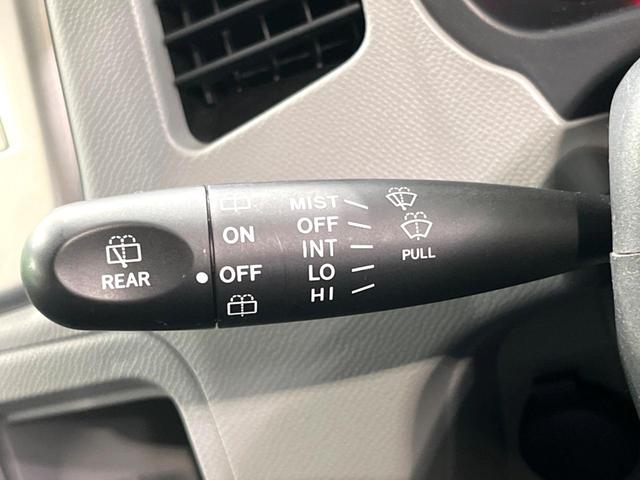 REAR
ON
OFF
MIST
OFF
INT
LO
HI
PULL